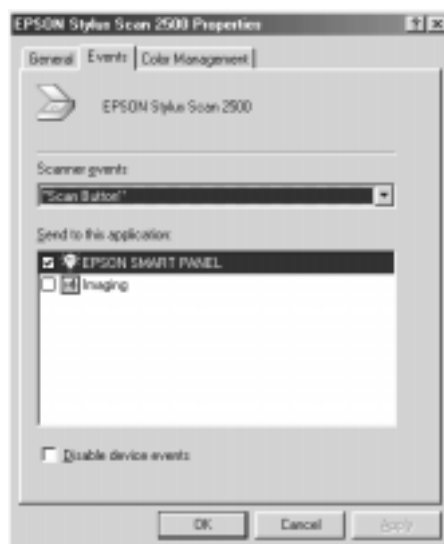 EPSON Stylus Scan 2500 Properties
General Events Color Management
EPSON Stylus Scan 2500
Scanner events
"Scan Button!"
Send to this application:
EPSON SMART PANEL
Imaging
Disable device events
OK Cancel Apply